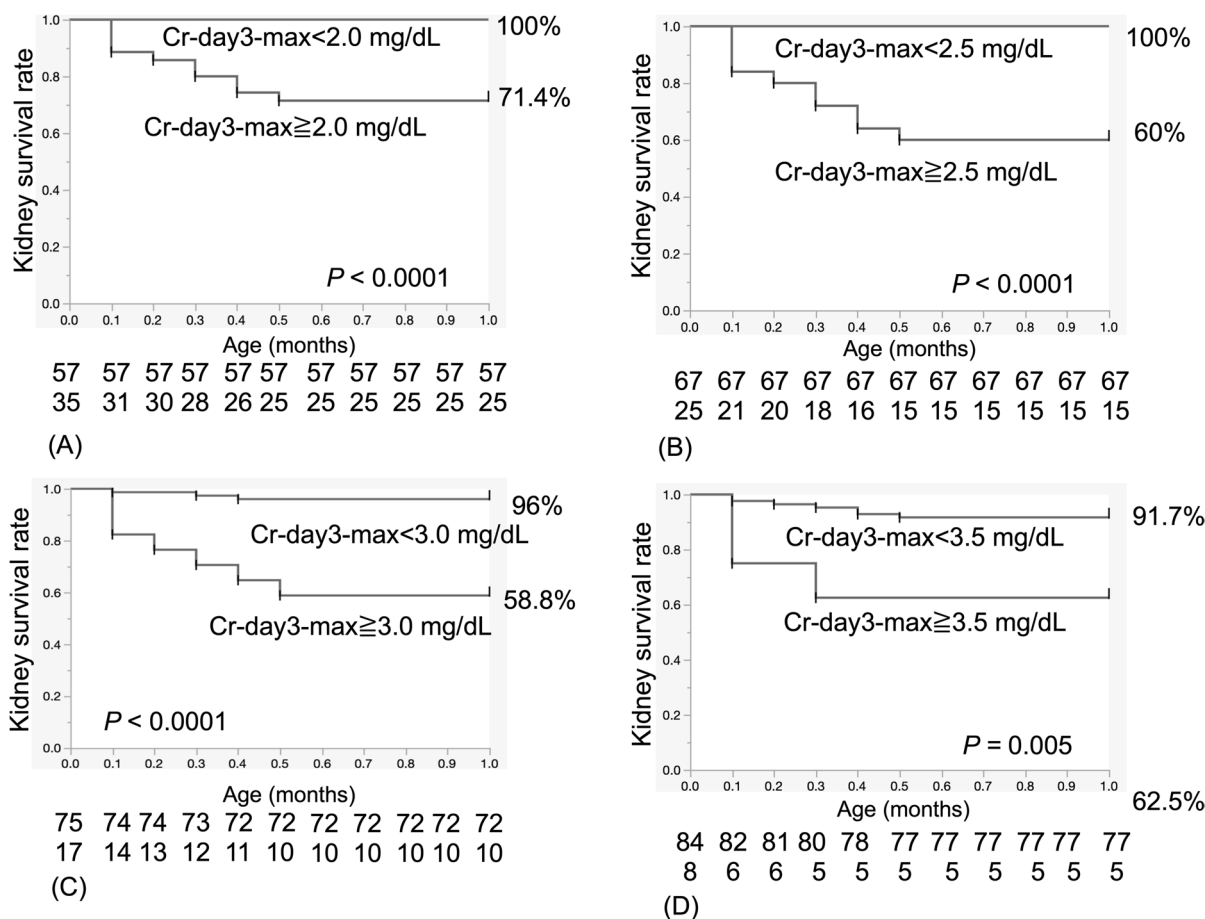 Kidney survival rate
1.0
0.8
0.6
0.4
0.2
0.0
Cr-day3-max<2.0 mg/dL
100%
71.4%
Cr-day3-max≧2.0 mg/dL
P < 0.0001
0.0 0.1 0.2 0.3 0.4 0.5 0.6 0.7 0.8 0.9 1.0
Age (months)
57 57 57 57 57 57 57 57 57 57 57
35 31 30 28 26 25 25 25 25 25 25
(A)
Kidney survival rate
1.0
0.8
0.6
0.4
0.2
0.0
Cr-day3-max<2.5 mg/dL
100%
60%
Cr-day3-max≧2.5 mg/dL
P < 0.0001
0.0 0.1 0.2 0.3 0.4 0.5 0.6 0.7 0.8 0.9 1.0
Age (months)
67 67 67 67 67 67 67 67 67 67 67
25 21 20 18 16 15 15 15 15 15 15
(B)
Kidney survival rate
1.0
0.8
0.6
0.4
0.2
0.0
96%
Cr-day3-max<3.0 mg/dL
58.8%
Cr-day3-max≧3.0 mg/dL
P < 0.0001
0.0 0.1 0.2 0.3 0.4 0.5 0.6 0.7 0.8 0.9 1.0
Age (months)
75 74 74 73 72 72 72 72 72 72 72
17 14 13 12 11 10 10 10 10 10 10
(C)
Kidney survival rate
1.0
0.8
0.6
0.4
0.2
0.0
91.7%
Cr-day3-max<3.5 mg/dL
Cr-day3-max≧3.5 mg/dL
P = 0.005
0.0 0.1 0.2 0.3 0.4 0.5 0.6 0.7 0.8 0.9 1.0
Age (months)
62.5%
84 82 81 80 78 77 77 77 77 77 77
8 6 6 5 5 5 5 5 5 5 5
(D)